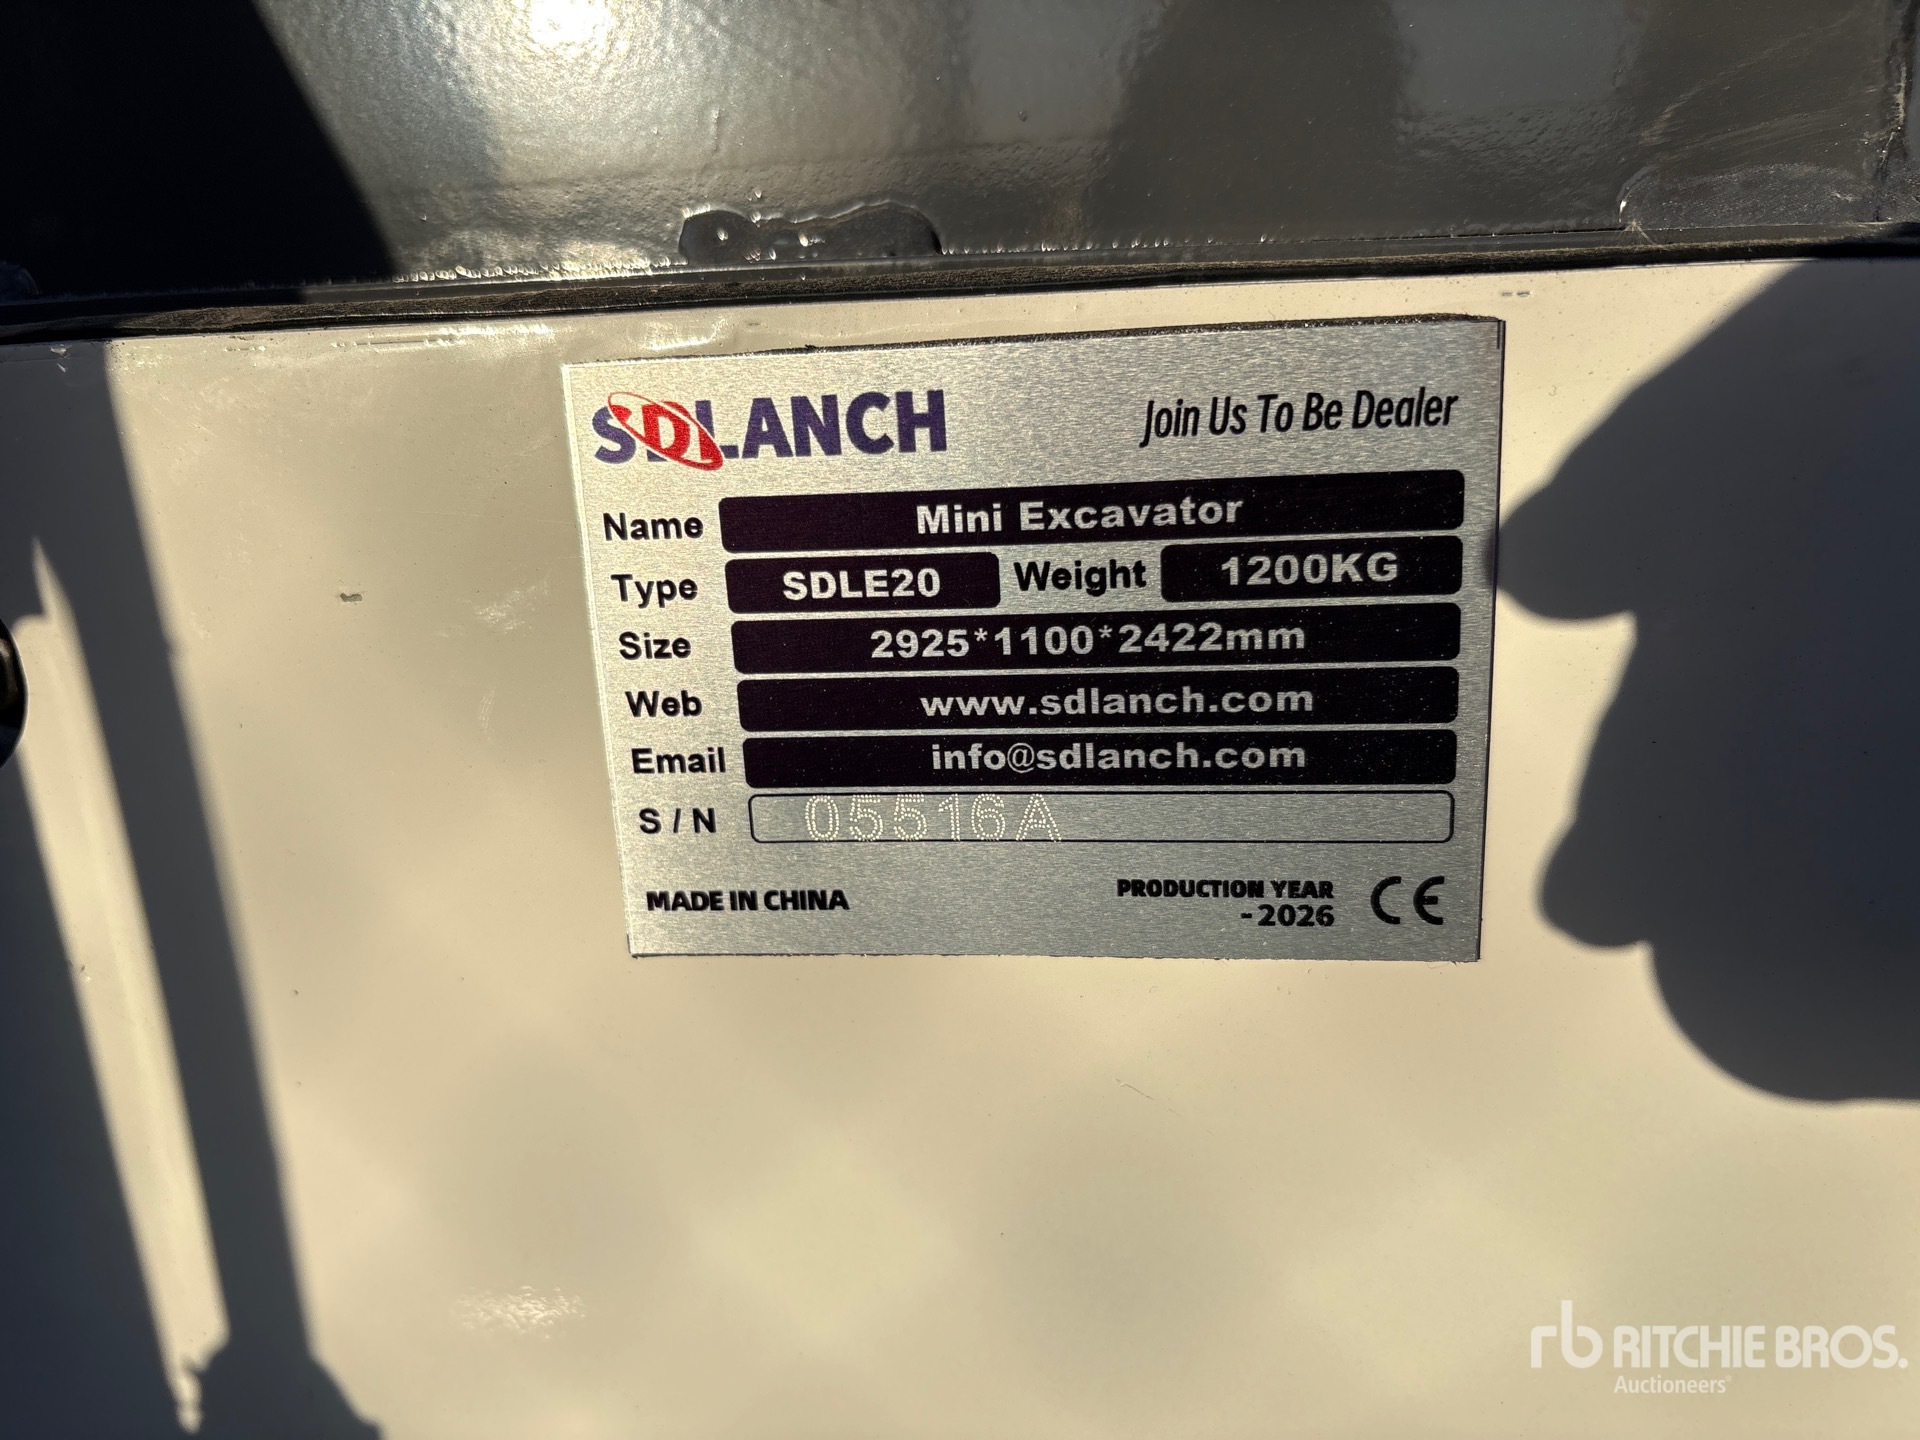 SDLANCH Join Us To Be Dealer
Name Mini Excavator
Type SDLE20 Weight 1200KG
Size 2925*1100*2422mm
Web www.sdlanch.com
Email info@sdlanch.com
S / N 05516A
MADE IN CHINA PRODUCTION YEAR CE
-2026
rb RITCHIE BROS.
Auctioneers